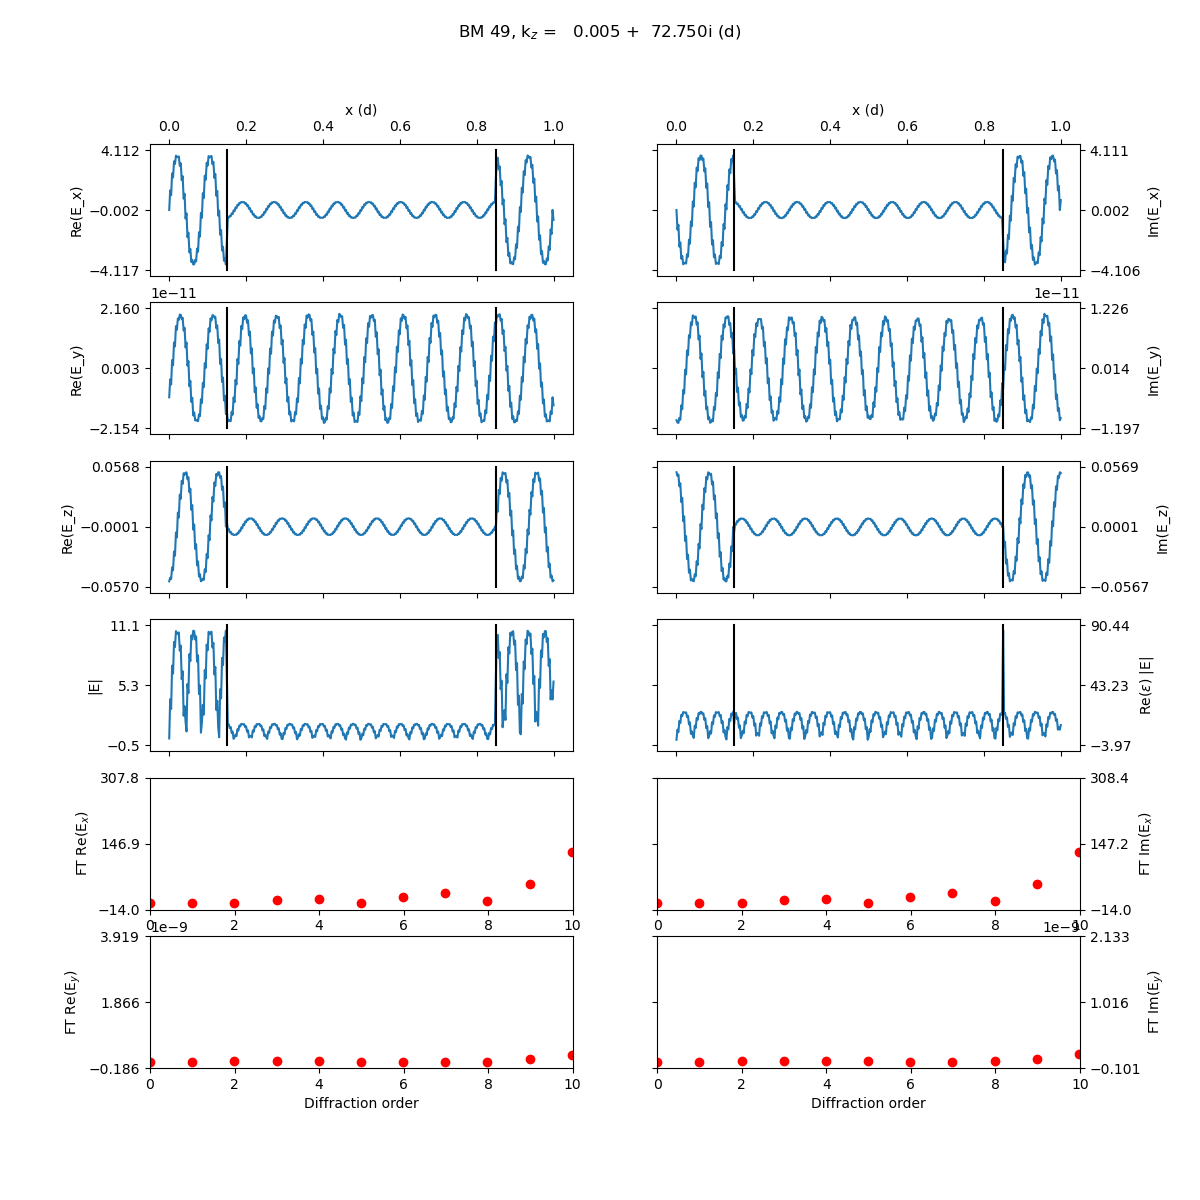 BM 49, k_z = 0.005 + 72.750i (d)
x (d)
x (d)
0.0 0.2 0.4 0.6 0.8 1.0
0.0 0.2 0.4 0.6 0.8 1.0
Re(E_x)
4.112
−0.002
−4.117
4.111
0.002
−4.106
Im(E_x)
1e−11
1e−11
Re(E_y)
2.160
0.003
−2.154
1.226
0.014
−1.197
Im(E_y)
Re(E_z)
0.0568
−0.0001
−0.0570
0.0569
0.0001
−0.0567
Im(E_z)
|E|
11.1
5.3
−0.5
90.44
43.23
−3.97
Re(ε) |E|
FT Re(E_x)
307.8
146.9
−14.0
308.4
147.2
−14.0
FT Im(E_x)
0 2 4 6 8 10
0 2 4 6 8 10
1e−9
1e−9
FT Re(E_y)
3.919
1.866
−0.186
2.133
1.016
−0.101
FT Im(E_y)
0 2 4 6 8 10
0 2 4 6 8 10
Diffraction order
Diffraction order